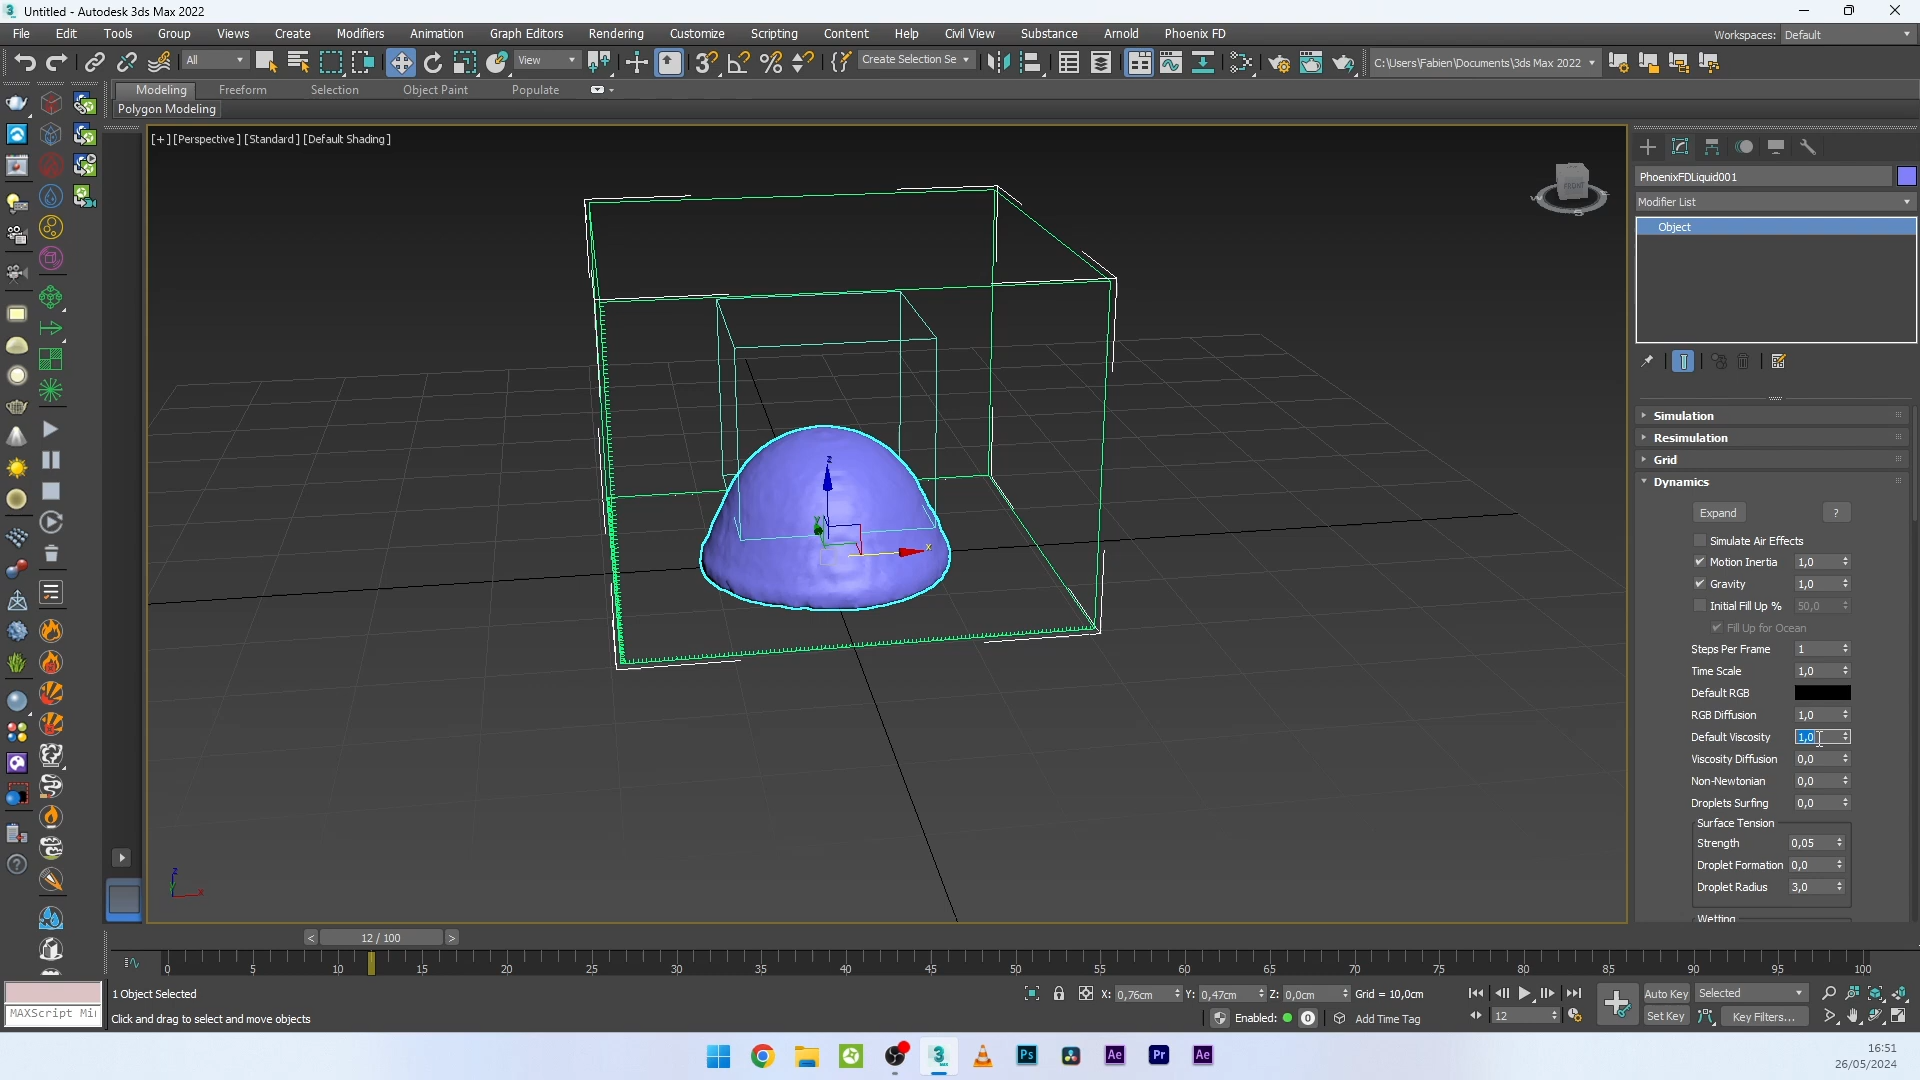 Untitled - Autodesk 3ds Max 2022
File Edit Tools Group Views Create Modifiers Animation Graph Editors Rendering Customize Scripting Content Help Civil View Substance Arnold Phoenix FD Workspaces: Default
All View Create Selection Se C:\Users\Fabien\Documents\3ds Max 2022
Modeling Freeform Selection Object Paint Populate
Polygon Modeling
[+] [Perspective] [Standard] [Default Shading]
FRONT
W S
PhoenixFDLiquid001
Modifier List
Object
Simulation
Resimulation
Grid
Dynamics
Expand ?
Simulate Air Effects
Motion Inertia 1,0
Gravity 1,0
Initial Fill Up % 50,0
Fill Up for Ocean
Steps Per Frame 1
Time Scale 1,0
Default RGB
RGB Diffusion 1,0
Default Viscosity 1,0
Viscosity Diffusion 0,0
Non-Newtonian 0,0
Droplets Surfing 0,0
Surface Tension
Strength 0,05
Droplet Formation 0,0
Droplet Radius 3,0
Wetting
z
y
x
z
x
< 12 / 100 >
0 5 10 15 20 25 30 35 40 45 50 55 60 65 70 75 80 85 90 95 100
1 Object Selected X: 0,76cm Y: 0,47cm Z: 0,0cm Grid = 10,0cm Auto Key Selected
MAXScript Mi Click and drag to select and move objects Enabled: 0 Add Time Tag 12 Set Key Key Filters...
Ps Ae Pr Ae
16:51
26/05/2024